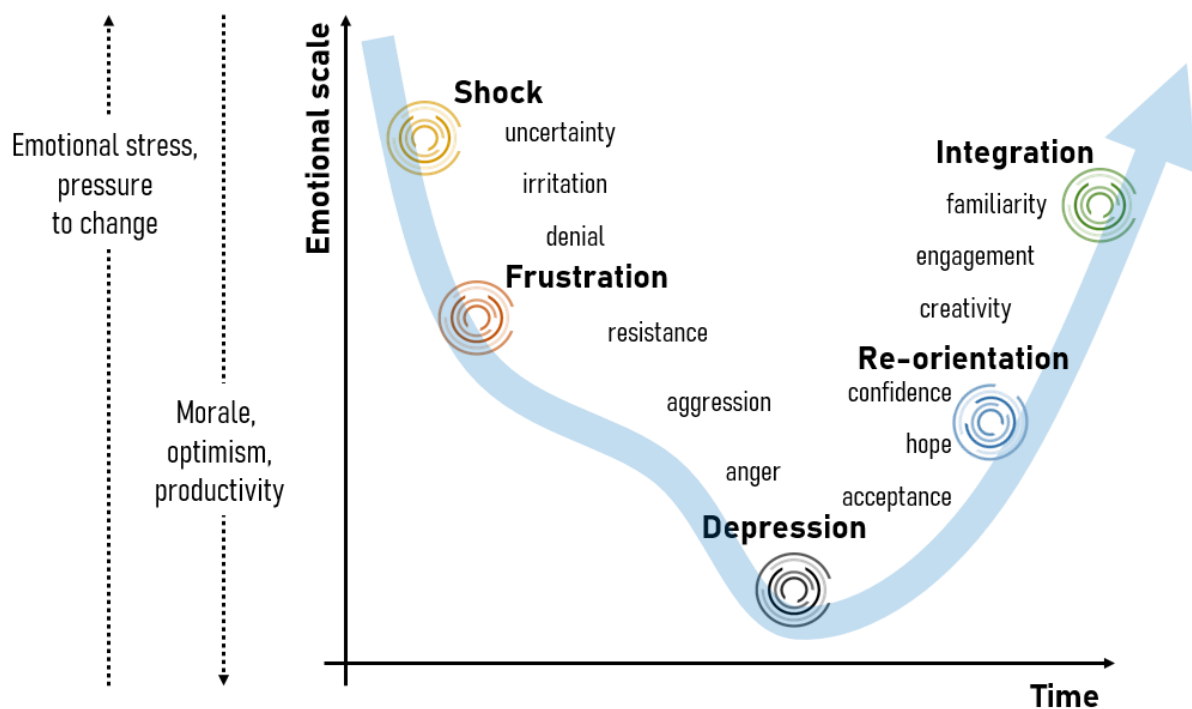 Emotional stress,
pressure
to change
Morale,
optimism,
productivity
Emotional scale
Shock
uncertainty
irritation
denial
Frustration
resistance
aggression
anger
Depression
Integration
familiarity
engagement
creativity
Re-orientation
confidence
hope
acceptance
Time